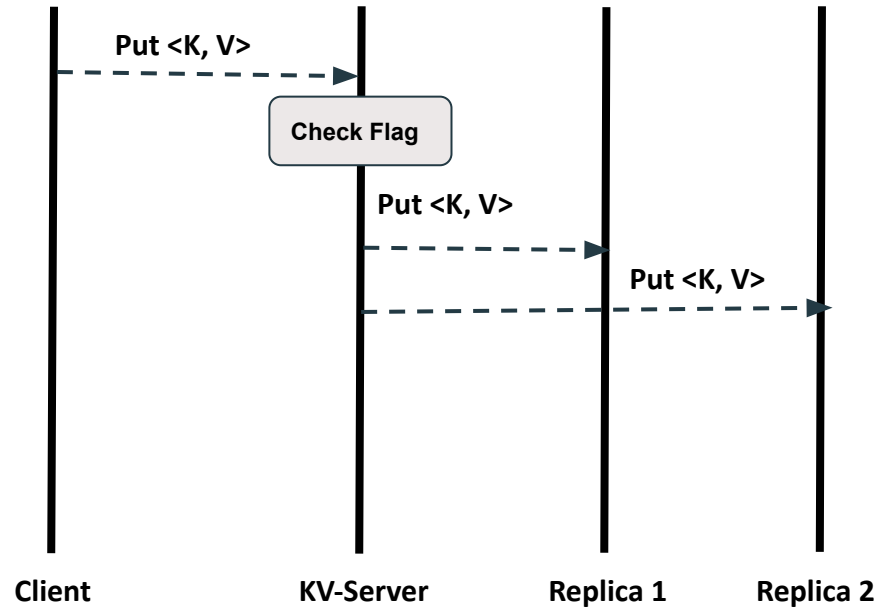 Put <K, V>
Check Flag
Put <K, V>
Put <K, V>
Client
KV-Server
Replica 1
Replica 2